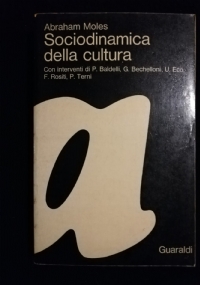 Abraham Moles
Sociodinamica
della cultura
Con interventi di P. Baldelli, G. Bechelloni, U. Eco,
F. Rositi, P. Terni
a
Guaraldi